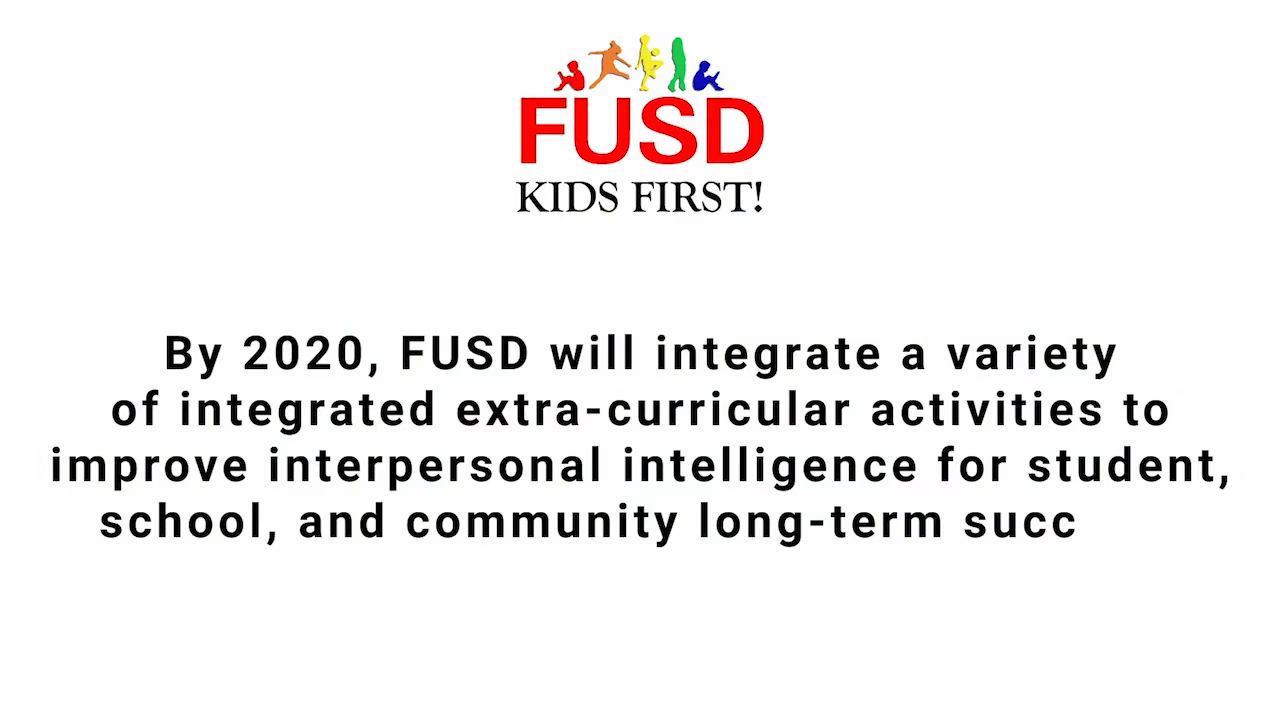 FUSD
KIDS FIRST!
By 2020, FUSD will integrate a variety
of integrated extra-curricular activities to
improve interpersonal intelligence for student,
school, and community long-term succ